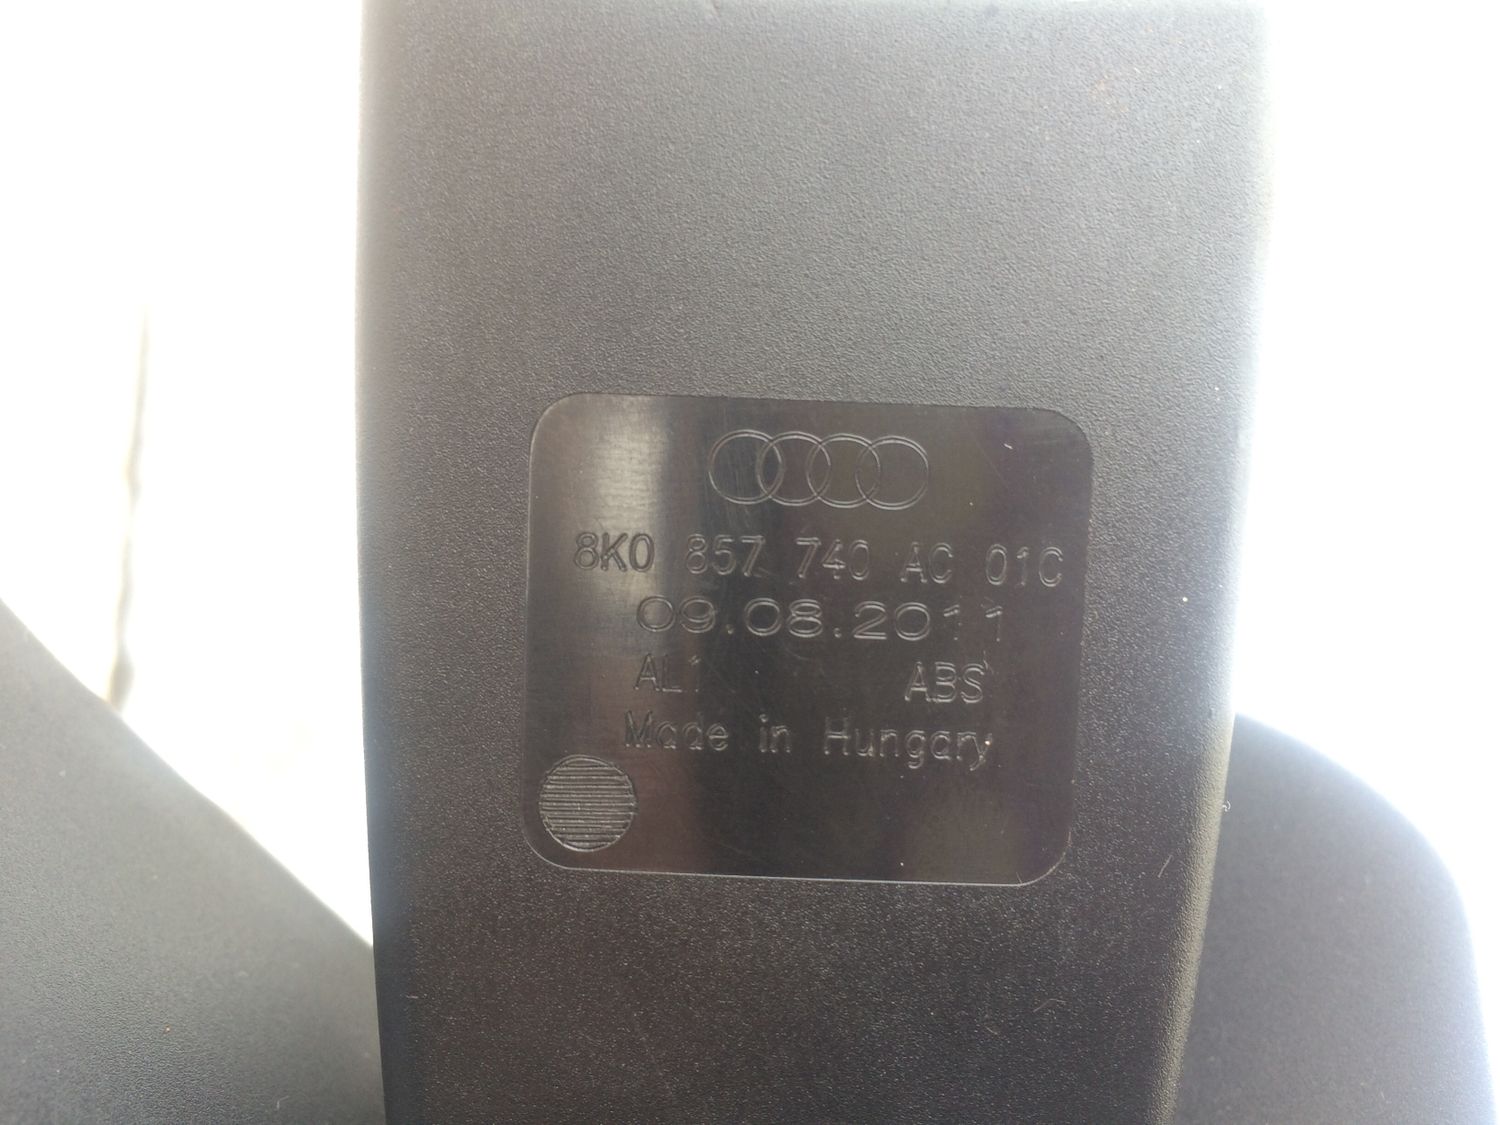 8K0 857 740 AC 01C
09.08.2011
AL1 ABS
Made in Hungary